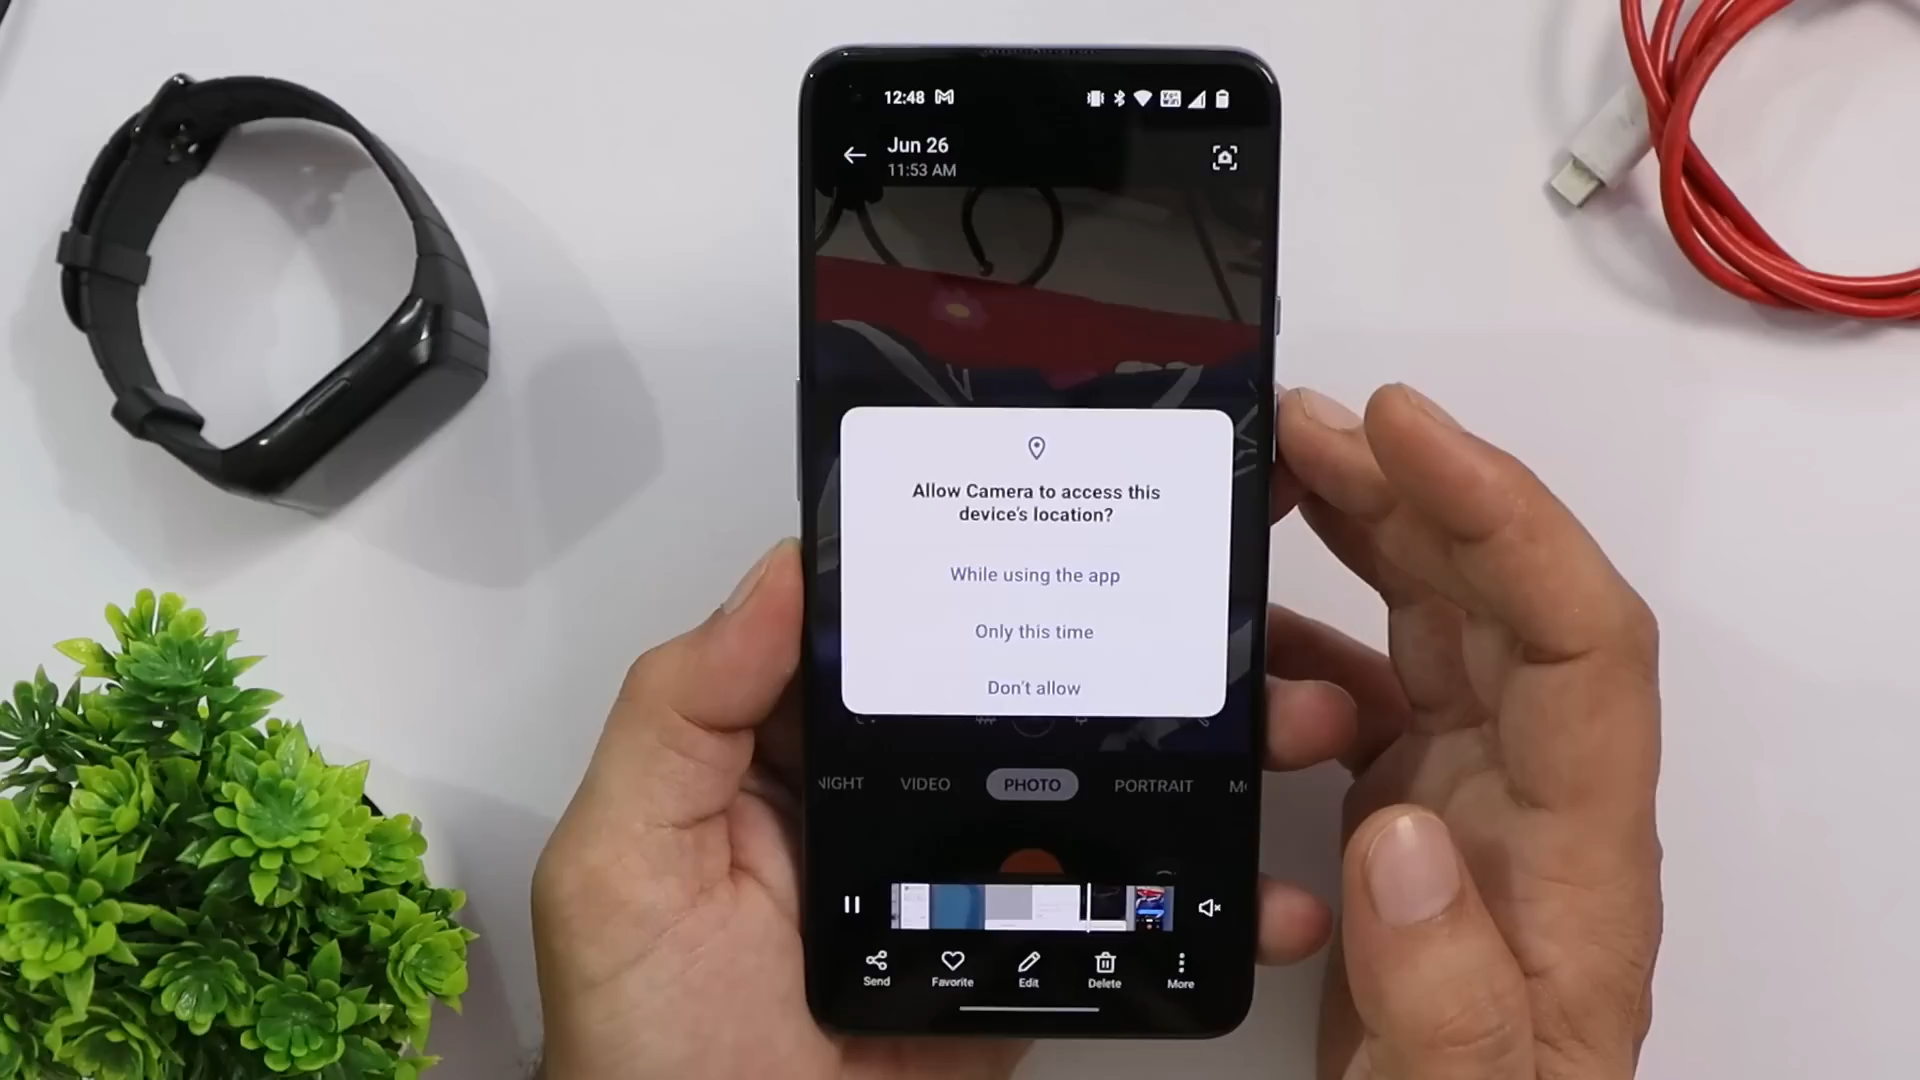 12:48
Jun 26
11:53 AM
Allow Camera to access this
device's location?
While using the app
Only this time
Don't allow
NIGHT VIDEO PHOTO PORTRAIT
Send Favorite Edit Delete More